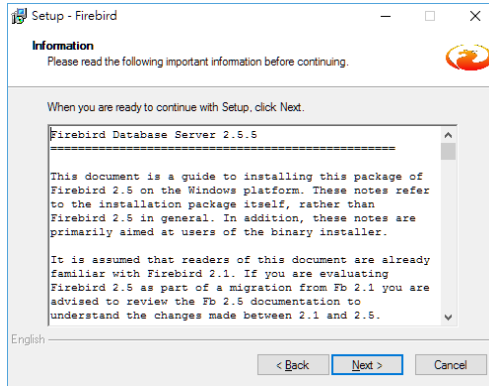 Setup - Firebird
Information
Please read the following important information before continuing.
When you are ready to continue with Setup, click Next.
Firebird Database Server 2.5.5
==================================================
This document is a guide to installing this package of
Firebird 2.5 on the Windows platform. These notes refer
to the installation package itself, rather than
Firebird 2.5 in general. In addition, these notes are
primarily aimed at users of the binary installer.
It is assumed that readers of this document are already
familiar with Firebird 2.1. If you are evaluating
Firebird 2.5 as part of a migration from Fb 2.1 you are
advised to review the Fb 2.5 documentation to
understand the changes made between 2.1 and 2.5.
English
< Back Next > Cancel